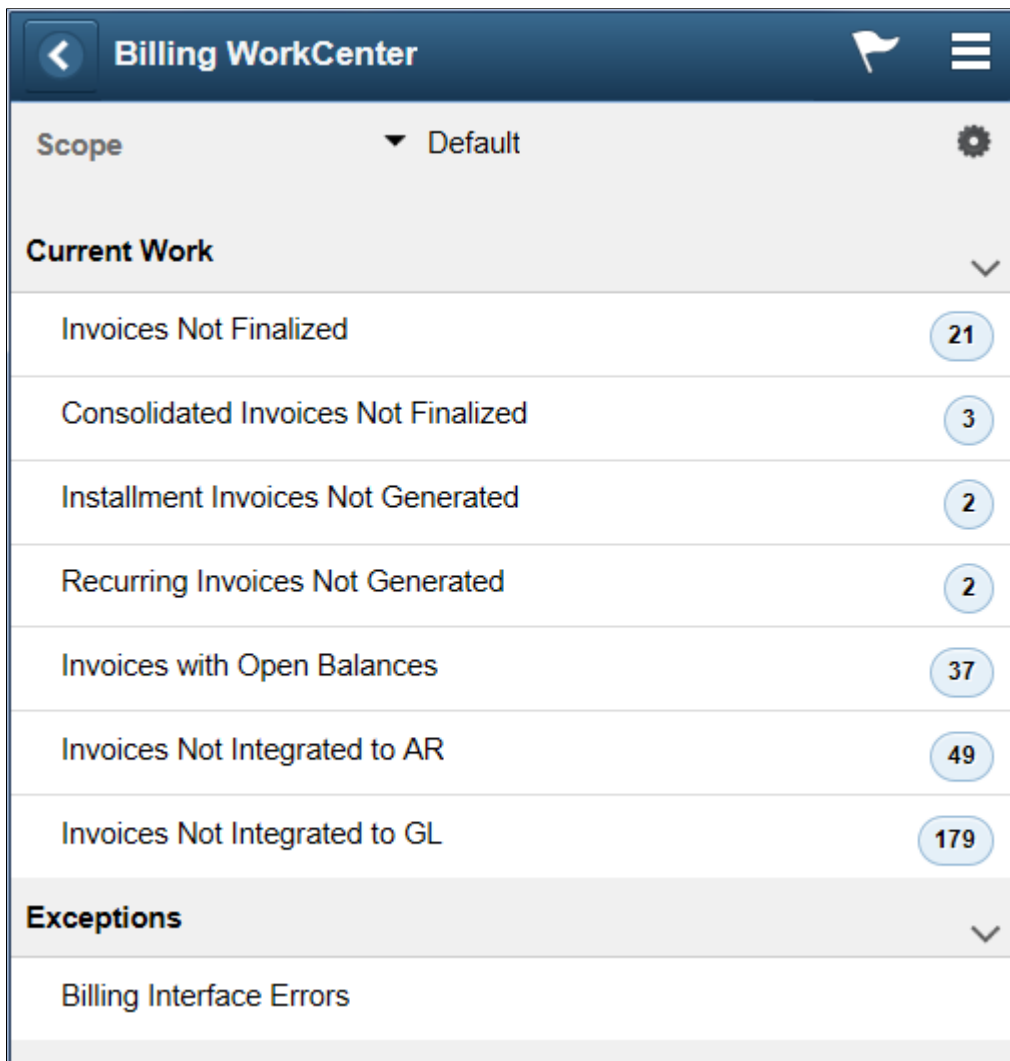 Billing WorkCenter
Scope Default
Current Work
Invoices Not Finalized 21
Consolidated Invoices Not Finalized 3
Installment Invoices Not Generated 2
Recurring Invoices Not Generated 2
Invoices with Open Balances 37
Invoices Not Integrated to AR 49
Invoices Not Integrated to GL 179
Exceptions
Billing Interface Errors